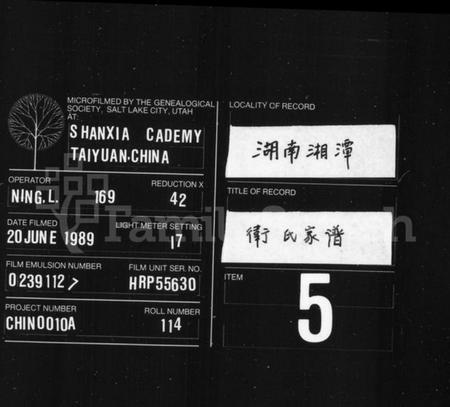 MICROFILMED BY THE GENEALOGICAL
SOCIETY, SALT LAKE CITY, UTAH
AT:
SHANXIA CADEMY
TAIYUAN.CHINA
OPERATOR
NING.L. 169
REDUCTION X
42
DATE FILMED
20JUNE 1989
LIGHT METER SETTING
17
FILM EMULSION NUMBER
0239112 7
FILM UNIT SER. NO.
HRP55630
PROJECT NUMBER
CHIN0010A
ROLL NUMBER
114
LOCALITY OF RECORD
湖南湘潭
TITLE OF RECORD
衛氏家譜
ITEM
5
FamilySearch